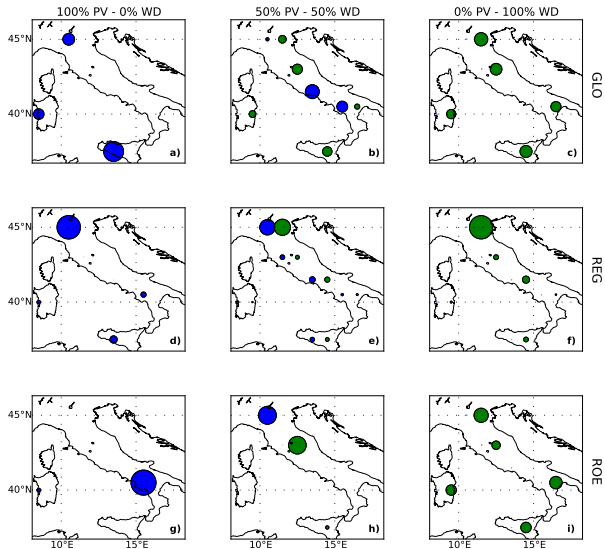 100% PV - 0% WD
50% PV - 50% WD
0% PV - 100% WD
45°N
40°N
a)
b)
c)
GLO
45°N
40°N
d)
e)
f)
REG
45°N
40°N
g)
h)
i)
ROE
10°E
15°E
10°E
15°E
10°E
15°E